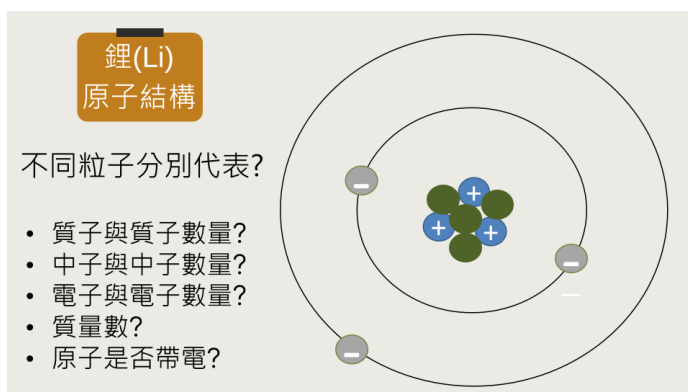 鋰(Li)
原子結構
不同粒子分別代表?
• 質子與質子數量?
• 中子與中子數量?
• 電子與電子數量?
• 質量數?
• 原子是否帶電?
+
+
+
−
−
−